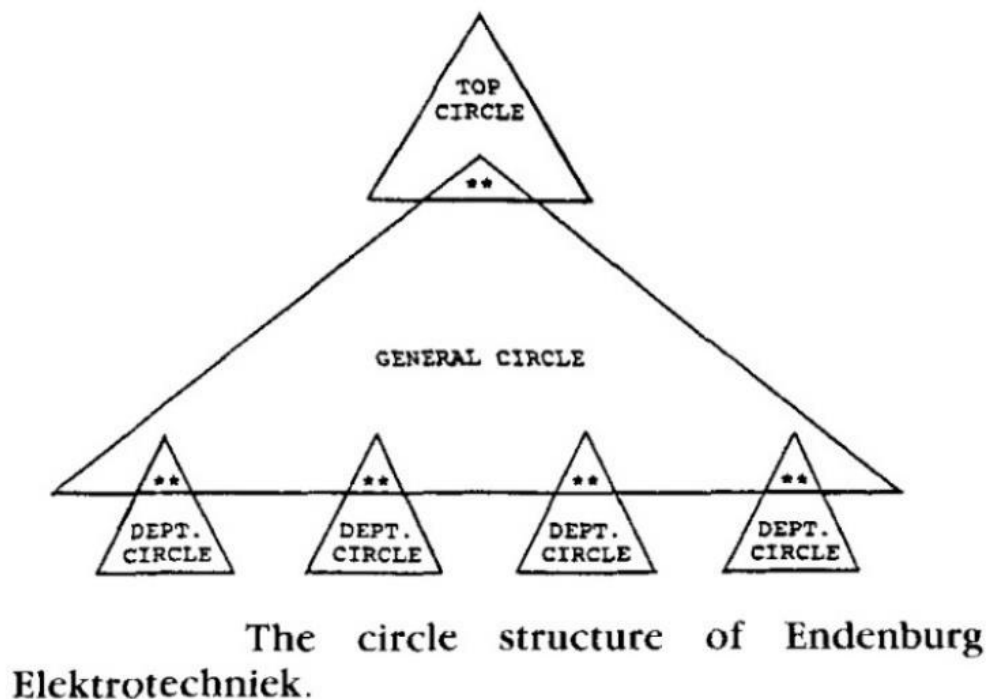 TOP
CIRCLE
**
GENERAL CIRCLE
** ** ** **
DEPT. DEPT. DEPT. DEPT.
CIRCLE CIRCLE CIRCLE CIRCLE
The circle structure of Endenburg
Elektrotechniek.